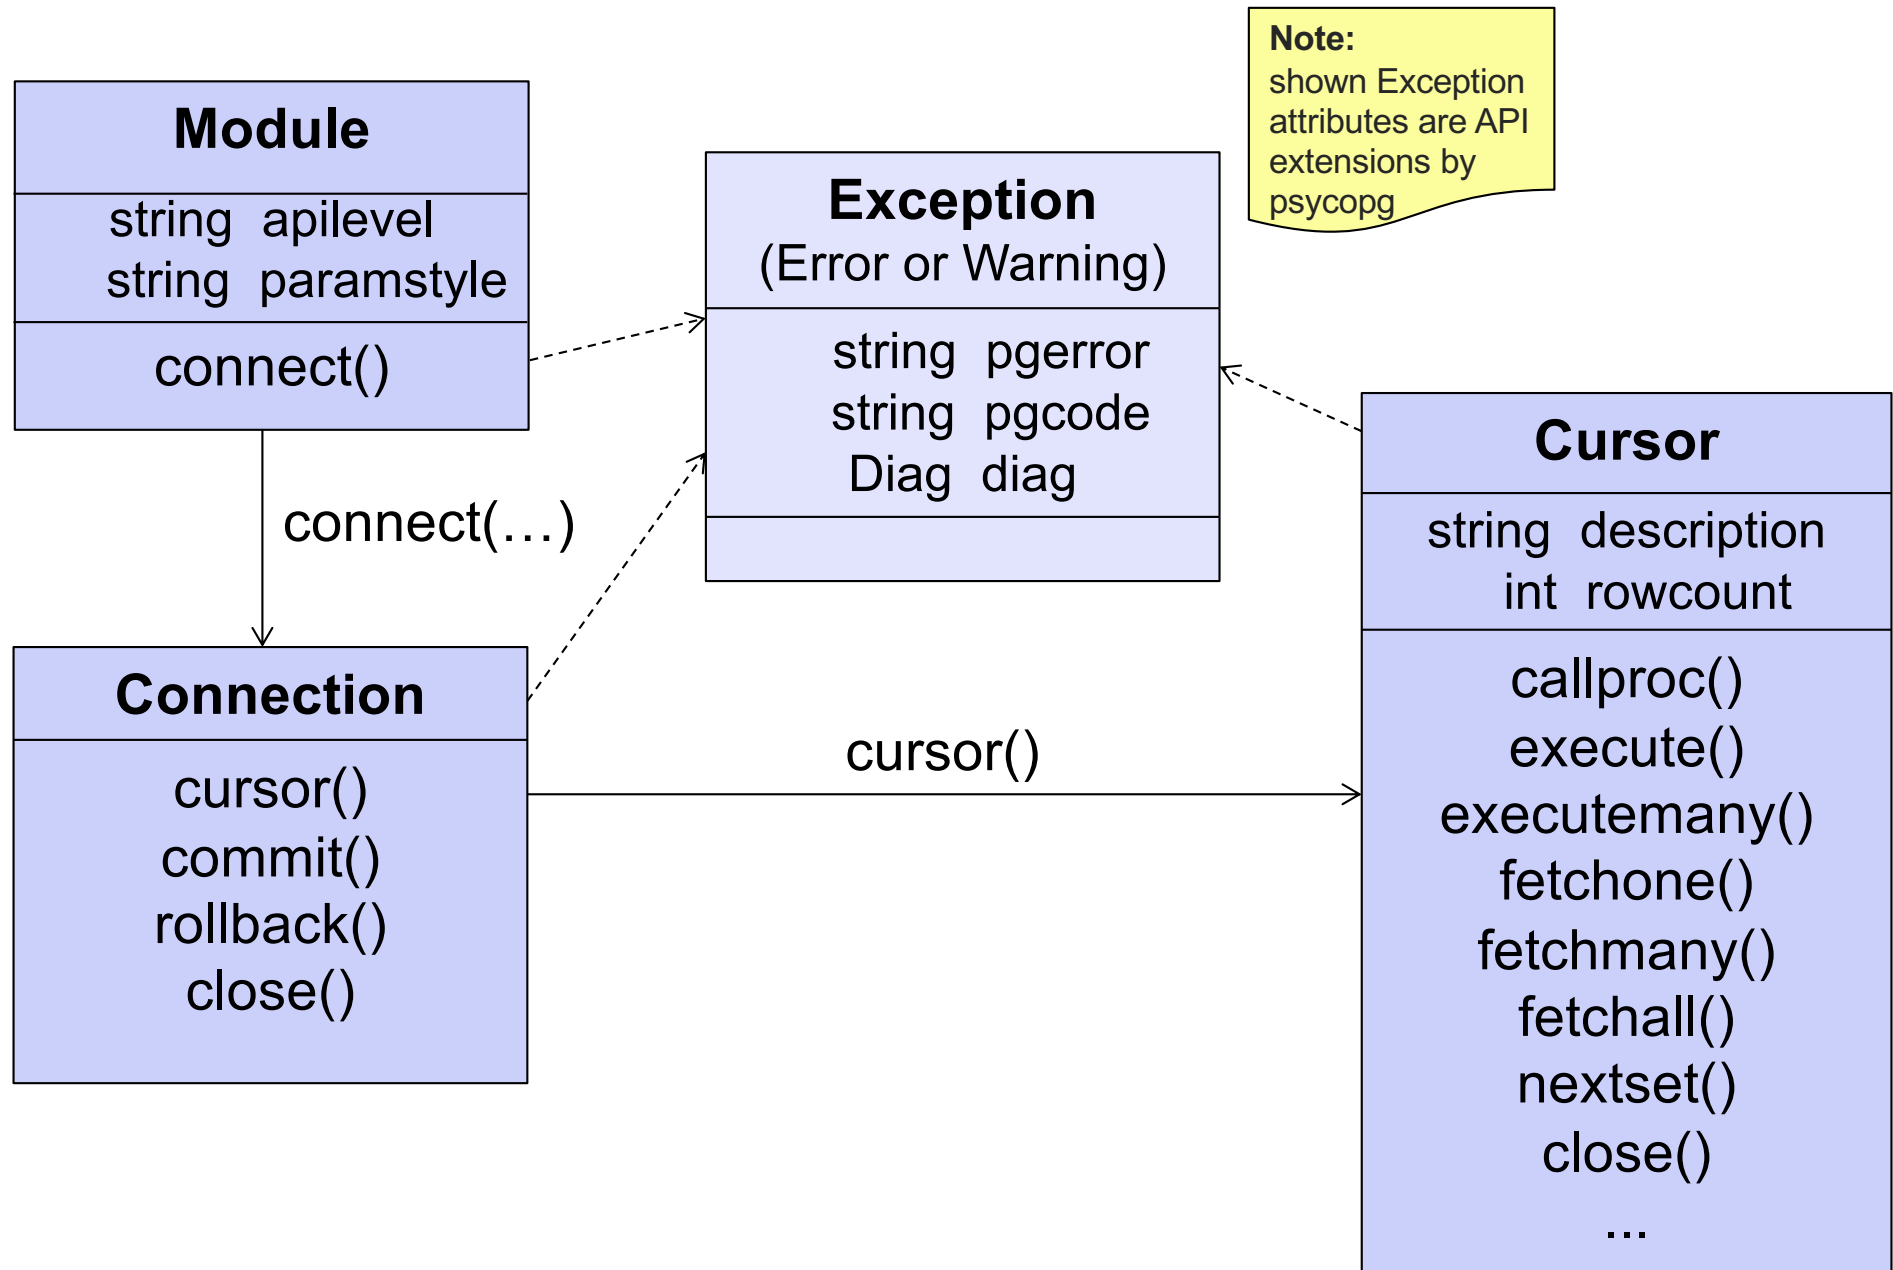 Note:
shown Exception
attributes are API
extensions by
psycopg
Module
string apilevel
string paramstyle
connect()
Exception
(Error or Warning)
string pgerror
string pgcode
Diag diag
connect(…)
Connection
cursor()
commit()
rollback()
close()
cursor()
Cursor
string description
int rowcount
callproc()
execute()
executemany()
fetchone()
fetchmany()
fetchall()
nextset()
close()
...